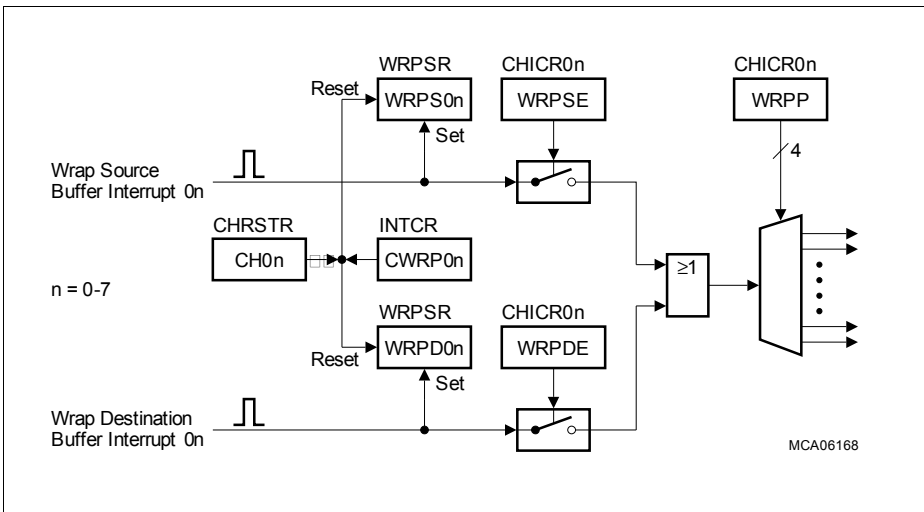 WRPSR
CHICR0n
CHICR0n
Reset
WRPS0n
WRPSE
WRPP
Set
4
Wrap Source
Buffer Interrupt 0n
CHRSTR
INTCR
CH0n
CWRP0n
≥1
n = 0-7
WRPSR
CHICR0n
Reset
WRPD0n
WRPDE
Set
Wrap Destination
Buffer Interrupt 0n
MCA06168